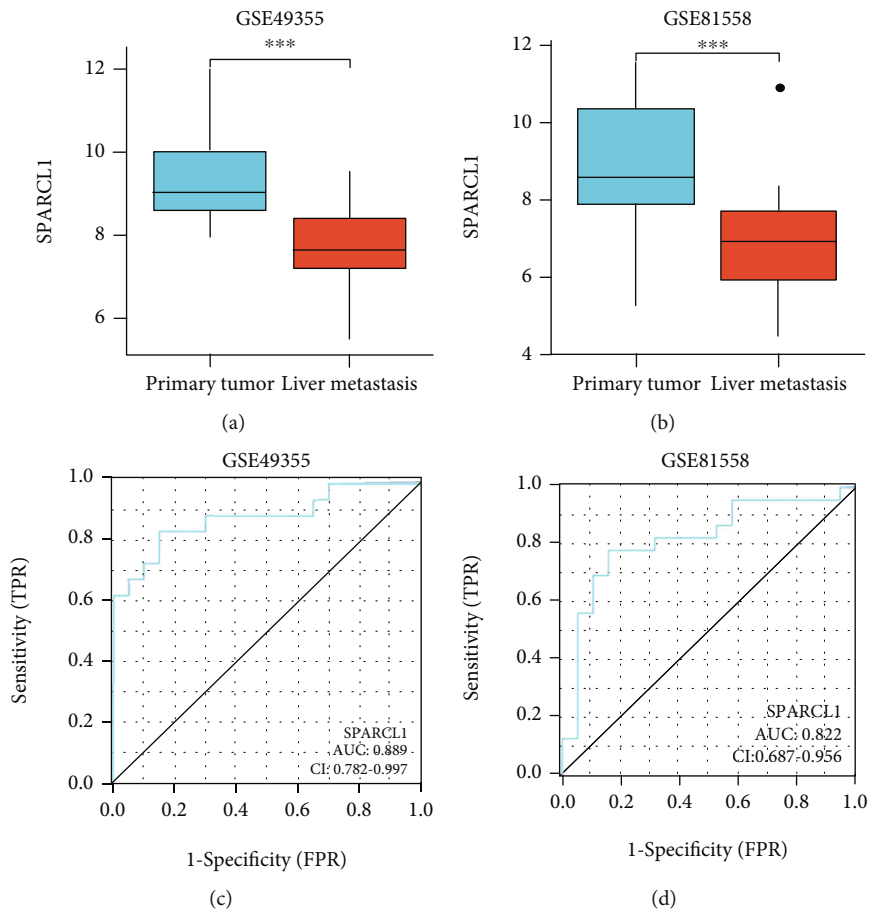 GSE49355
***
SPARCL1
12
10
8
6
Primary tumor Liver metastasis
(a)
GSE81558
***
SPARCL1
12
10
8
6
4
Primary tumor Liver metastasis
(b)
GSE49355
Sensitivity (TPR)
1.0
0.8
0.6
0.4
0.2
0.0
SPARCL1
AUC: 0.889
CI: 0.782-0.997
0.0 0.2 0.4 0.6 0.8 1.0
1-Specificity (FPR)
(c)
GSE81558
Sensitivity (TPR)
1.0
0.8
0.6
0.4
0.2
0.0
SPARCL1
AUC: 0.822
CI:0.687-0.956
0.0 0.2 0.4 0.6 0.8 1.0
1-Specificity (FPR)
(d)